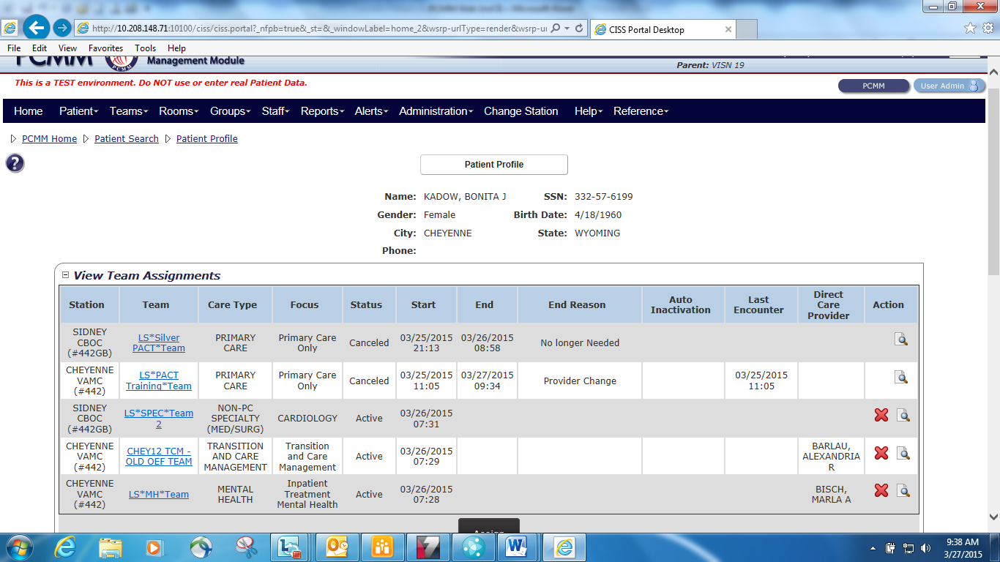 http://10.208.148.71:10100/ciss/ciss.portal?_nfpb=true&_st=&_windowLabel=home_2&wsrp-urlType=render&wsrp-ur
CISS Portal Desktop
File Edit View Favorites Tools Help
PCMM
Management Module
Parent: VISN 19
This is a TEST environment. Do NOT use or enter real Patient Data.
PCMM User Admin
Home Patient Teams Rooms Groups Staff Reports Alerts Administration Change Station Help Reference
PCMM Home Patient Search Patient Profile
Patient Profile
Name: KADOW, BONITA J SSN: 332-57-6199
Gender: Female Birth Date: 4/18/1960
City: CHEYENNE State: WYOMING
Phone:
View Team Assignments
Station Team Care Type Focus Status Start End End Reason Auto Inactivation Last Encounter Direct Care Provider Action
SIDNEY CBOC (#442GB) LS*Silver PACT*Team PRIMARY CARE Primary Care Only Canceled 03/25/2015 21:13 03/26/2015 08:58 No longer Needed
CHEYENNE VAMC (#442) LS*PACT Training*Team PRIMARY CARE Primary Care Only Canceled 03/25/2015 11:05 03/27/2015 09:34 Provider Change 03/25/2015 11:05
SIDNEY CBOC (#442GB) LS*SPEC*Team 2 NON-PC SPECIALTY (MED/SURG) CARDIOLOGY Active 03/26/2015 07:31
CHEYENNE VAMC (#442) CHEY12 TCM - OLD OEF TEAM TRANSITION AND CARE MANAGEMENT Transition and Care Management Active 03/26/2015 07:29 BARLAU, ALEXANDRIA R
CHEYENNE VAMC (#442) LS*MH*Team MENTAL HEALTH Inpatient Treatment Mental Health Active 03/26/2015 07:28 BISCH, MARLA A
Assign
9:38 AM
3/27/2015